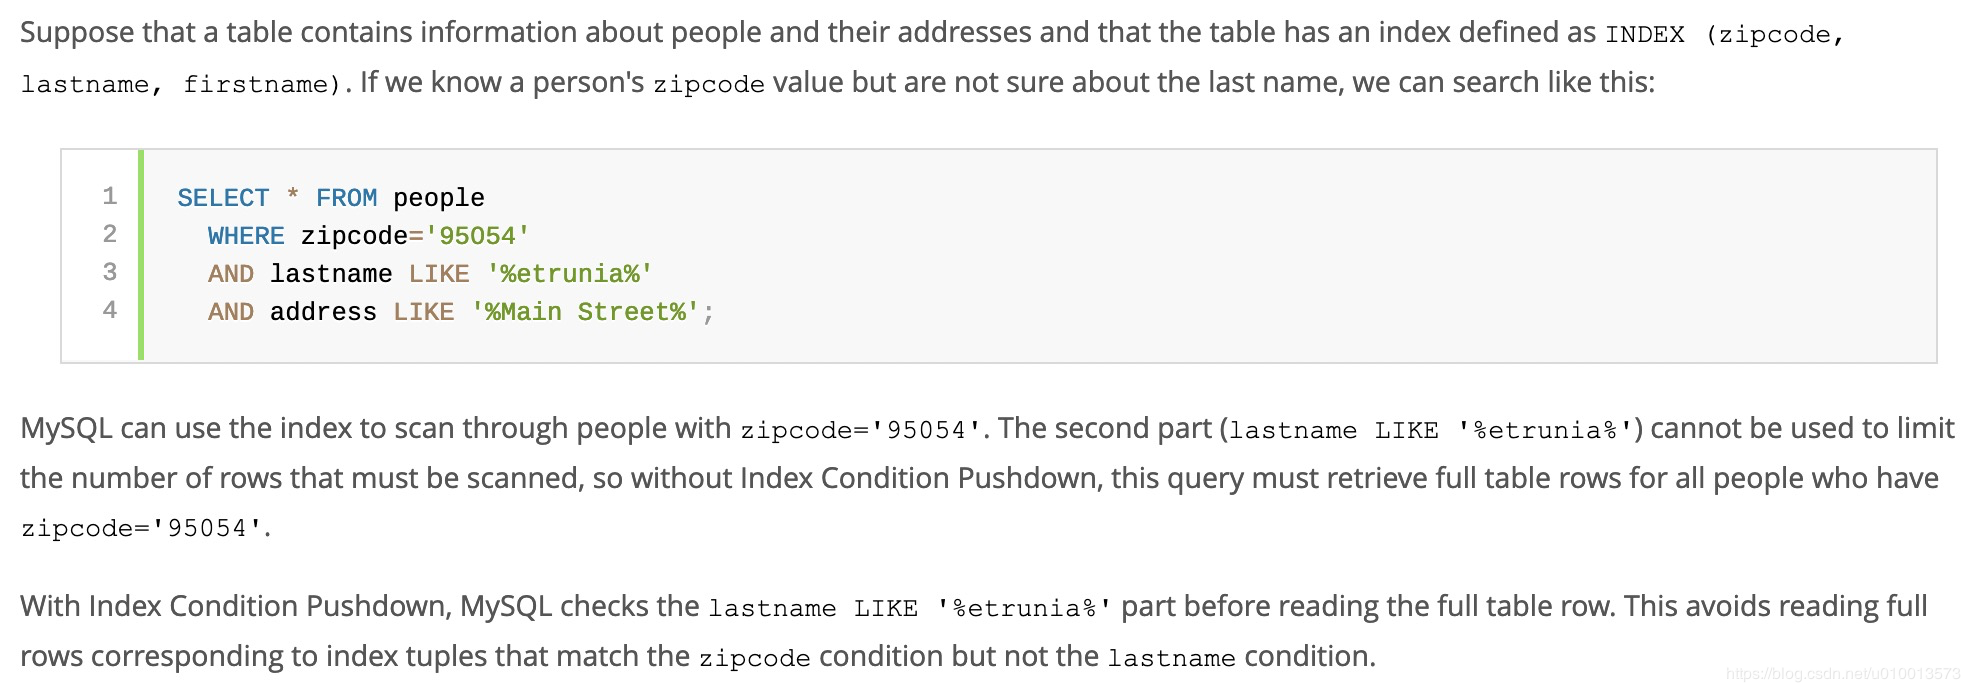 Suppose that a table contains information about people and their addresses and that the table has an index defined as INDEX (zipcode,
lastname, firstname). If we know a person's zipcode value but are not sure about the last name, we can search like this:
1 SELECT * FROM people
2 WHERE zipcode='95054'
3 AND lastname LIKE '%etrunia%'
4 AND address LIKE '%Main Street%';
MySQL can use the index to scan through people with zipcode='95054'. The second part (lastname LIKE '%etrunia%') cannot be used to limit
the number of rows that must be scanned, so without Index Condition Pushdown, this query must retrieve full table rows for all people who have
zipcode='95054'.
With Index Condition Pushdown, MySQL checks the lastname LIKE '%etrunia%' part before reading the full table row. This avoids reading full
rows corresponding to index tuples that match the zipcode condition but not the lastname condition.
https://blog.csdn.net/u010013573